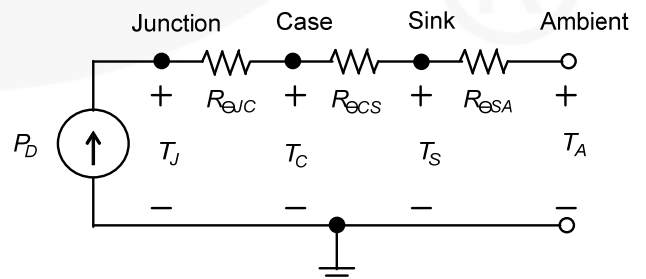 Junction Case Sink Ambient
+ RΘJC + RΘCS + RΘSA +
PD TJ TC TS TA
− − − −